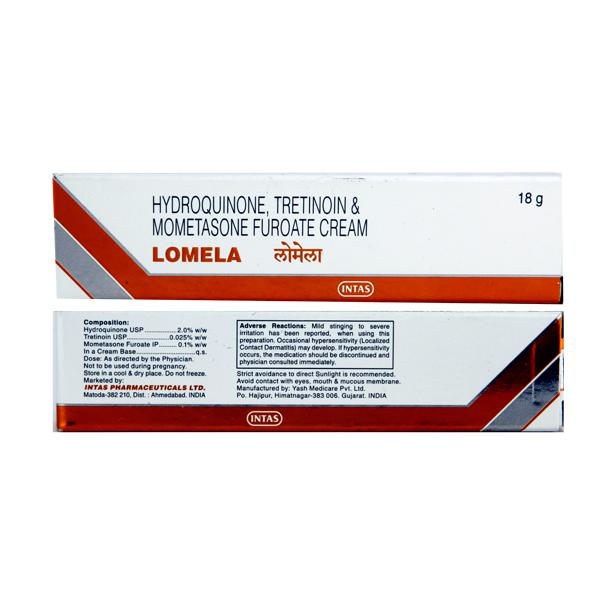 HYDROQUINONE, TRETINOIN &
MOMETASONE FUROATE CREAM
LOMELA लोमेला
18 g
INTAS
Composition:
Hydroquinone USP ............2.0% w/w
Tretinoin USP...............0.025% w/w
Mometasone Furoate IP......0.1% w/w
In a Cream Base.......................q.s.
Dose: As directed by the Physician.
Not to be used during pregnancy.
Store in a cool & dry place. Do not freeze.
Marketed by:
INTAS PHARMACEUTICALS LTD.
Matoda-382 210, Dist. : Ahmedabad. INDIA
Adverse Reactions: Mild stinging to severe
irritation has been reported, when using this
preparation. Occasional hypersensitivity (Localized
Contact Dermatitis) may develop. If hypersensitivity
occurs, the medication should be discontinued and
physician consulted immediately.
Strict avoidance to direct Sunlight is recommended.
Avoid contact with eyes, mouth & mucous membrane.
Manufactured by: Yash Medicare Pvt. Ltd.
Po. Hajipur, Himatnagar-383 006. Gujarat. INDIA
INTAS